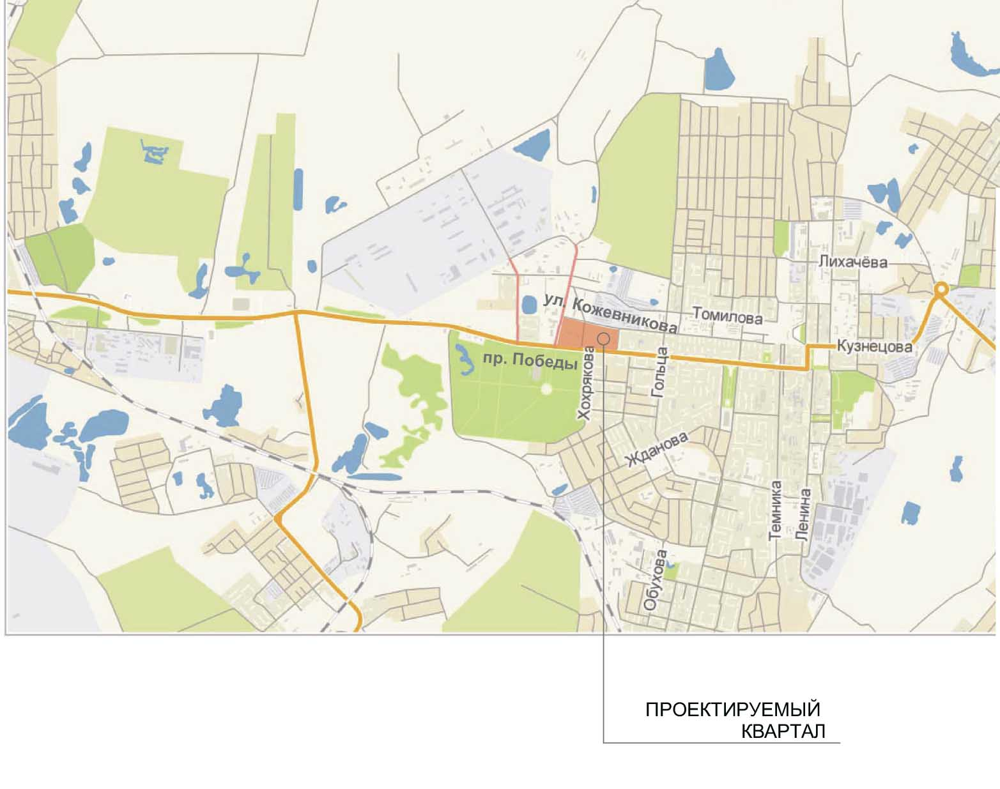 Лихачёва
ул. Кожевникова
Томилова
Кузнецова
пр. Победы
Хохрякова
Гольца
Жданова
Темника
Ленина
Обухова
ПРОЕКТИРУЕМЫЙ
КВАРТАЛ